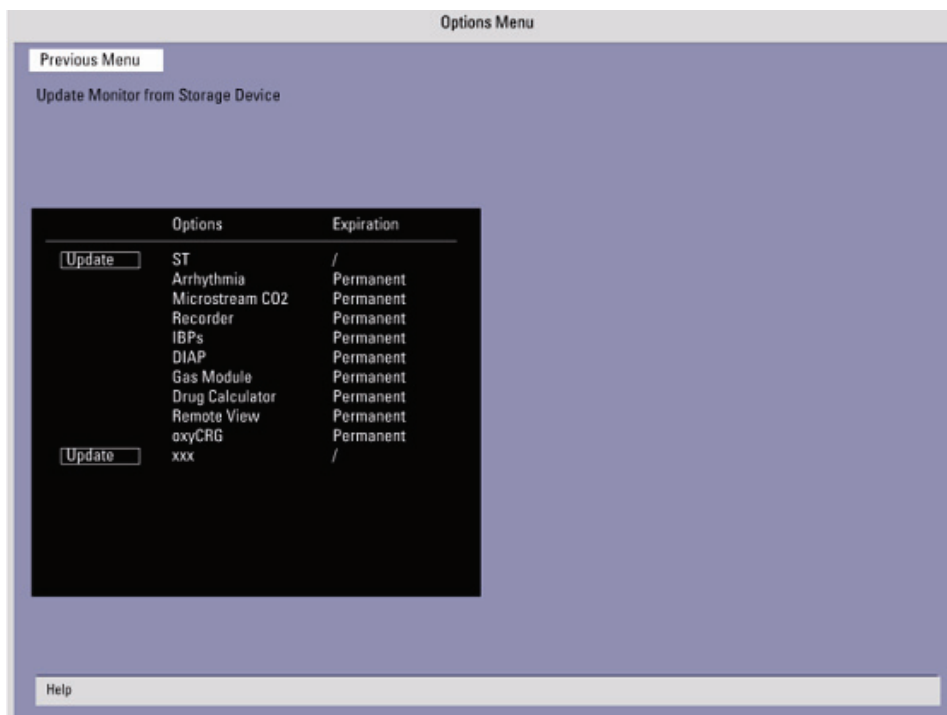 Options Menu
Previous Menu
Update Monitor from Storage Device
Options Expiration
Update ST /
Arrhythmia Permanent
Microstream CO2 Permanent
Recorder Permanent
IBPs Permanent
DIAP Permanent
Gas Module Permanent
Drug Calculator Permanent
Remote View Permanent
oxyCRG Permanent
Update xxx /
Help